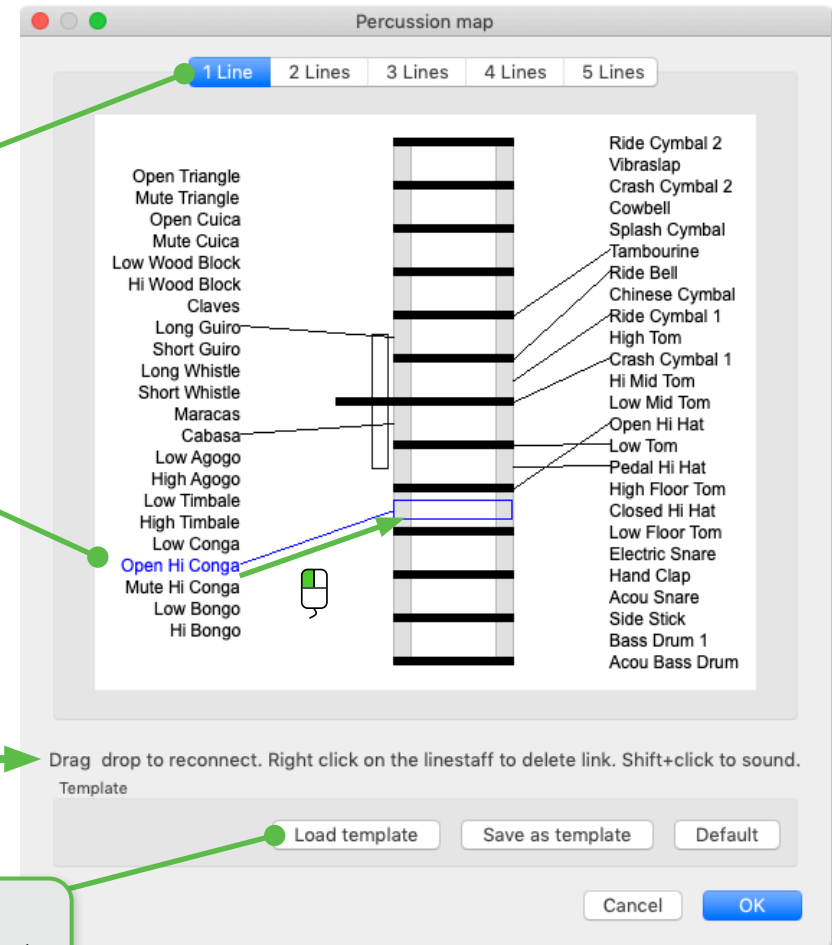 Percussion map
1 Line
2 Lines
3 Lines
4 Lines
5 Lines
Open Triangle
Mute Triangle
Open Cuica
Mute Cuica
Low Wood Block
Hi Wood Block
Claves
Long Guiro
Short Guiro
Long Whistle
Short Whistle
Maracas
Cabasa
Low Agogo
High Agogo
Low Timbale
High Timbale
Low Conga
Open Hi Conga
Mute Hi Conga
Low Bongo
Hi Bongo
Ride Cymbal 2
Vibraslap
Crash Cymbal 2
Cowbell
Splash Cymbal
Tambourine
Ride Bell
Chinese Cymbal
Ride Cymbal 1
High Tom
Crash Cymbal 1
Hi Mid Tom
Low Mid Tom
Open Hi Hat
Low Tom
Pedal Hi Hat
High Floor Tom
Closed Hi Hat
Low Floor Tom
Electric Snare
Hand Clap
Acou Snare
Side Stick
Bass Drum 1
Acou Bass Drum
Drag drop to reconnect. Right click on the linestaff to delete link. Shift+click to sound.
Template
Load template
Save as template
Default
Cancel
OK